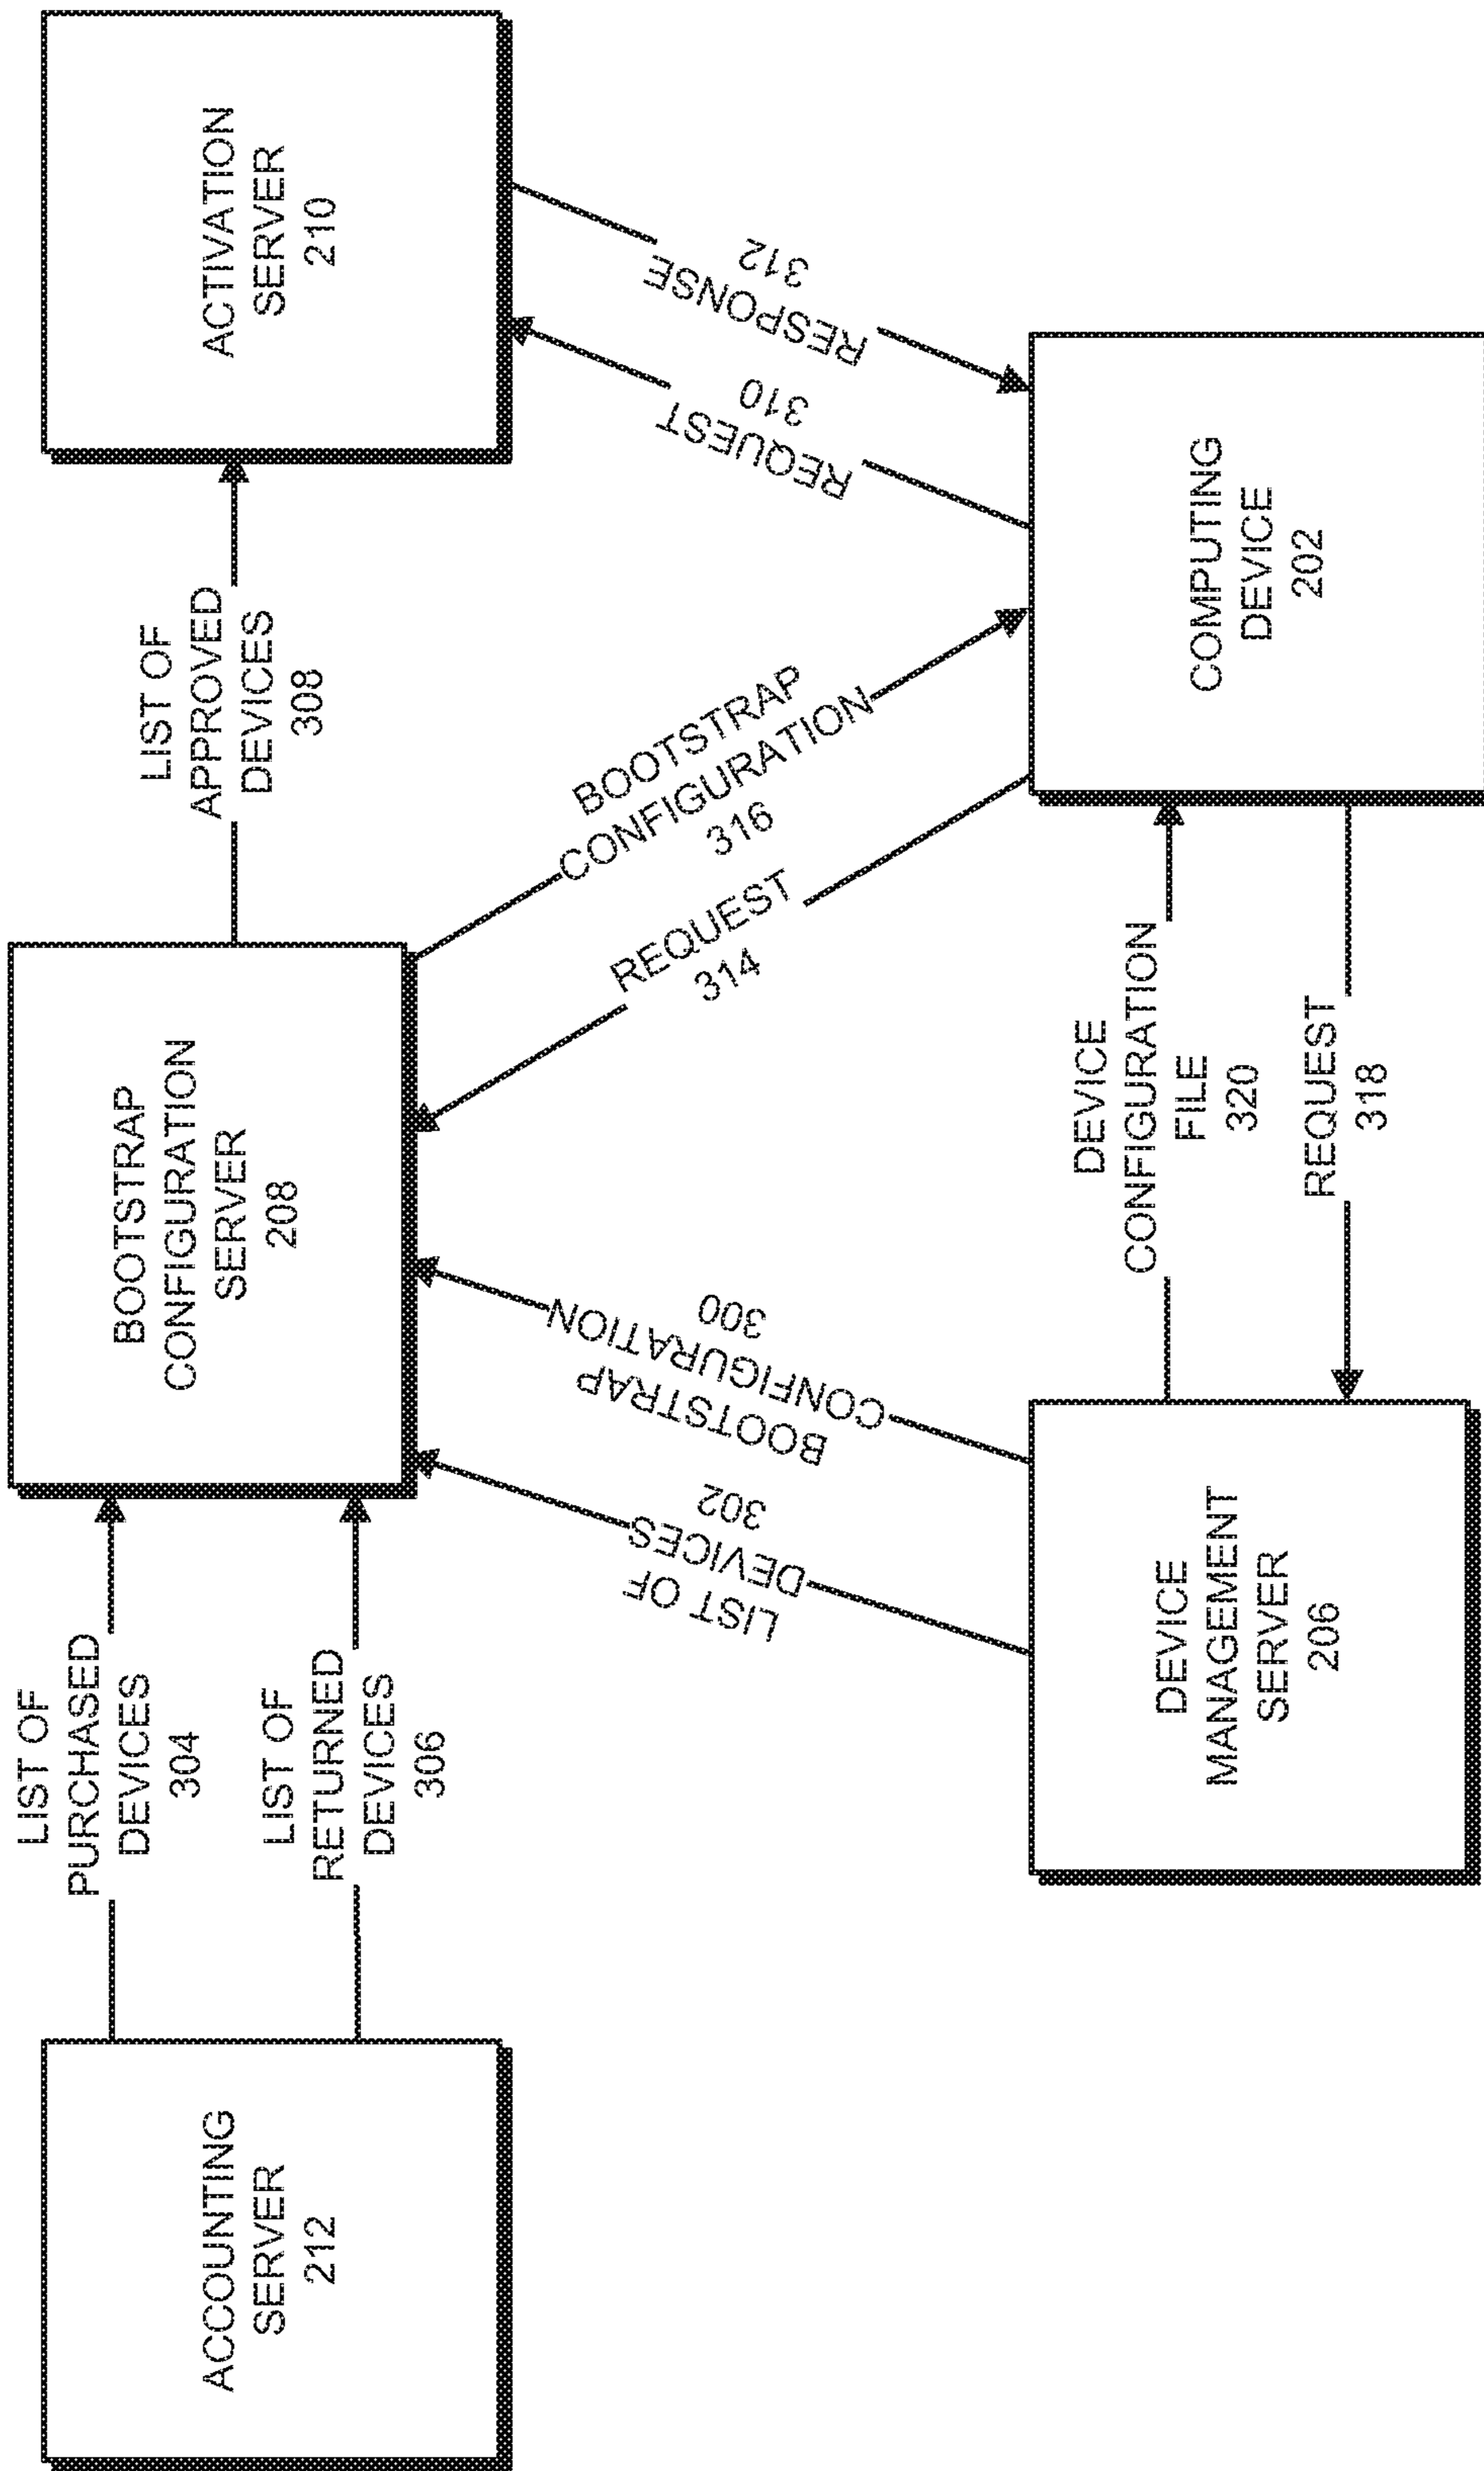 ACCOUNTING
SERVER
212
LIST OF
PURCHASED
DEVICES
304
LIST OF
RETURNED
DEVICES
306
BOOTSTRAP
CONFIGURATION
SERVER
208
LIST OF
APPROVED
DEVICES
308
ACTIVATION
SERVER
210
LIST OF
DEVICES
302
BOOTSTRAP
CONFIGURATION
300
REQUEST
314
BOOTSTRAP
CONFIGURATION
316
REQUEST
310
RESPONSE
312
DEVICE
MANAGEMENT
SERVER
206
DEVICE
CONFIGURATION
FILE
320
REQUEST
318
COMPUTING
DEVICE
202